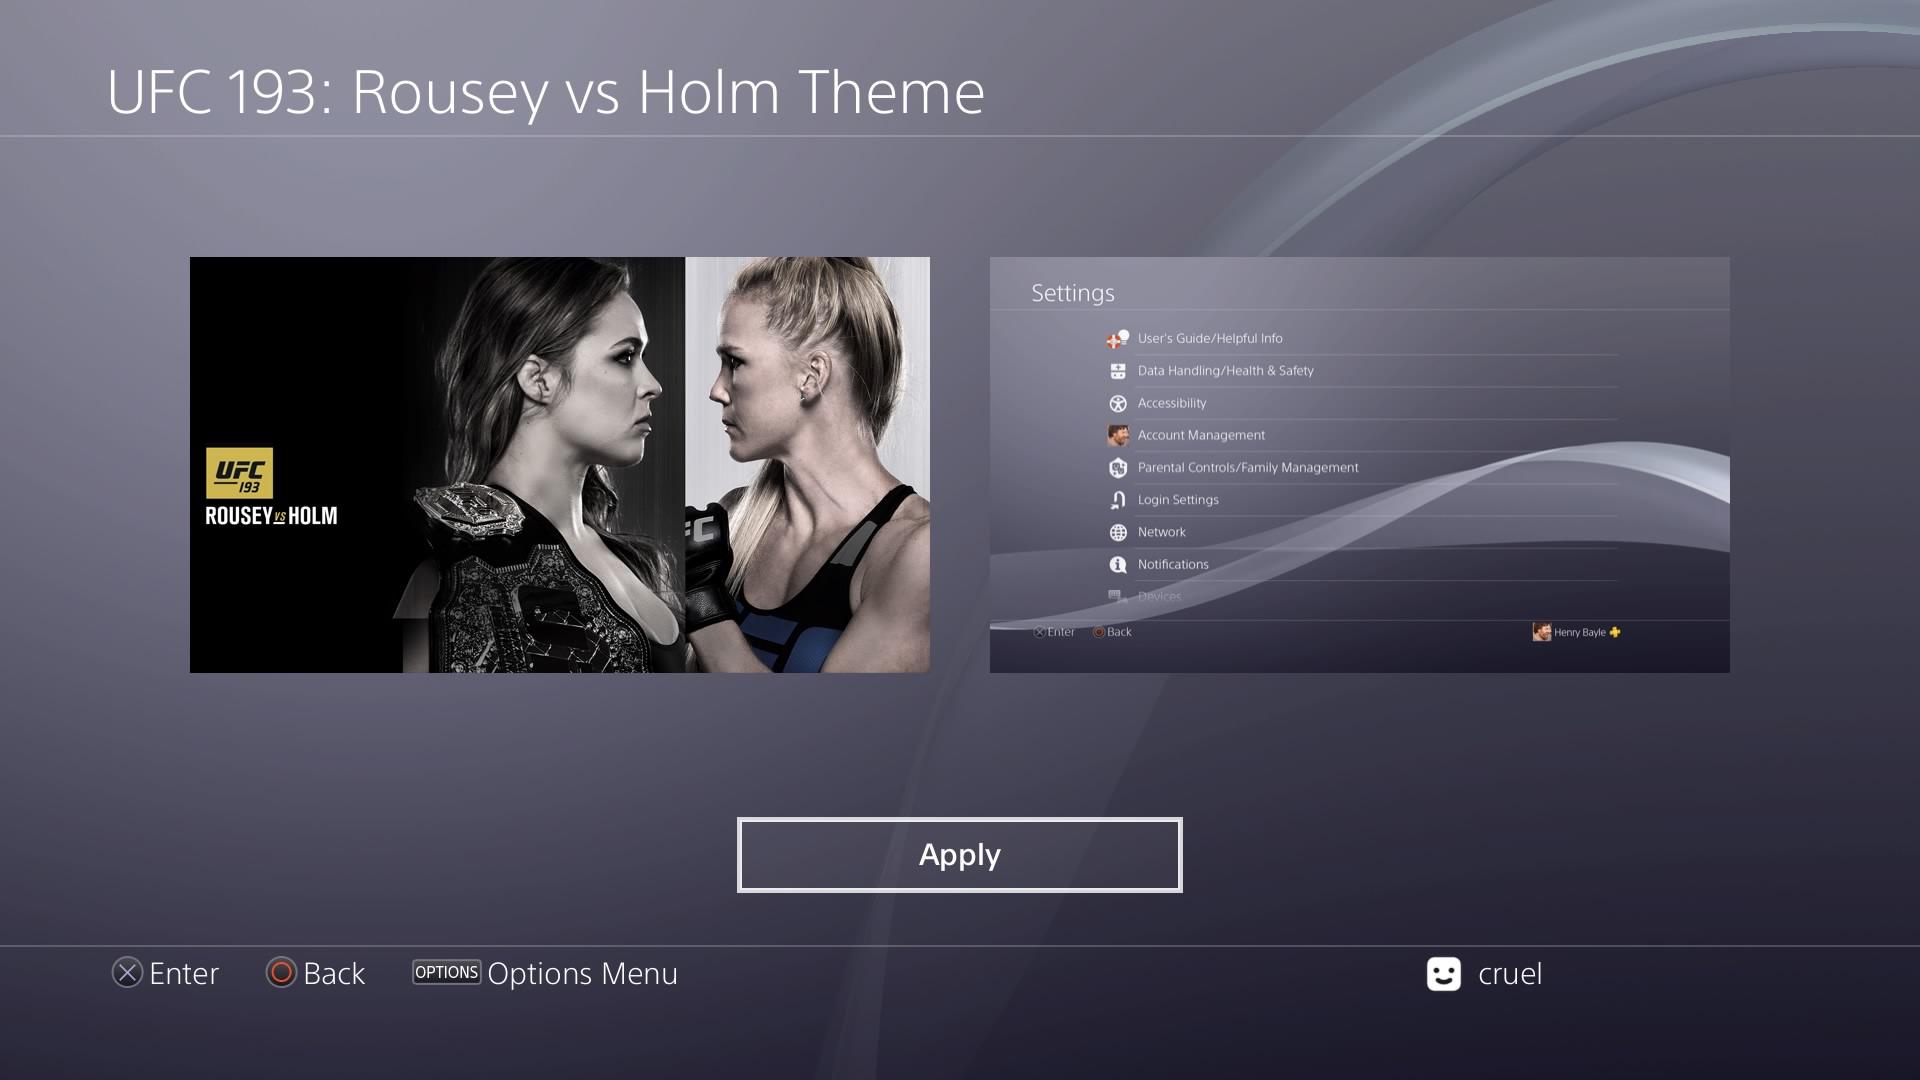 UFC 193: Rousey vs Holm Theme
UFC
193
ROUSEY VS HOLM
FC
Settings
User's Guide/Helpful Info
Data Handling/Health & Safety
Accessibility
Account Management
Parental Controls/Family Management
Login Settings
Network
Notifications
Devices
Enter Back Henry Bayle
Apply
Enter Back OPTIONS Options Menu cruel